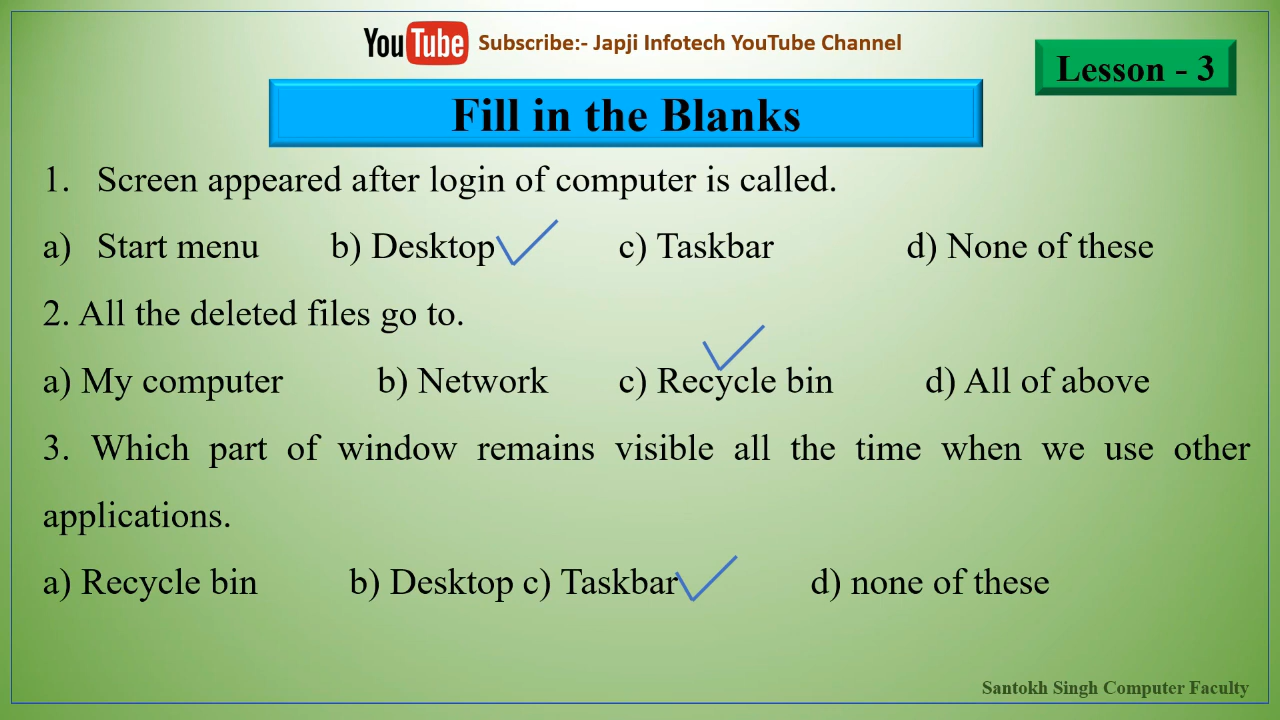 YouTube Subscribe:- Japji Infotech YouTube Channel
Lesson - 3
Fill in the Blanks
1. Screen appeared after login of computer is called.
a) Start menu b) Desktop c) Taskbar d) None of these
2. All the deleted files go to.
a) My computer b) Network c) Recycle bin d) All of above
3. Which part of window remains visible all the time when we use other
applications.
a) Recycle bin b) Desktop c) Taskbar d) none of these
Santokh Singh Computer Faculty